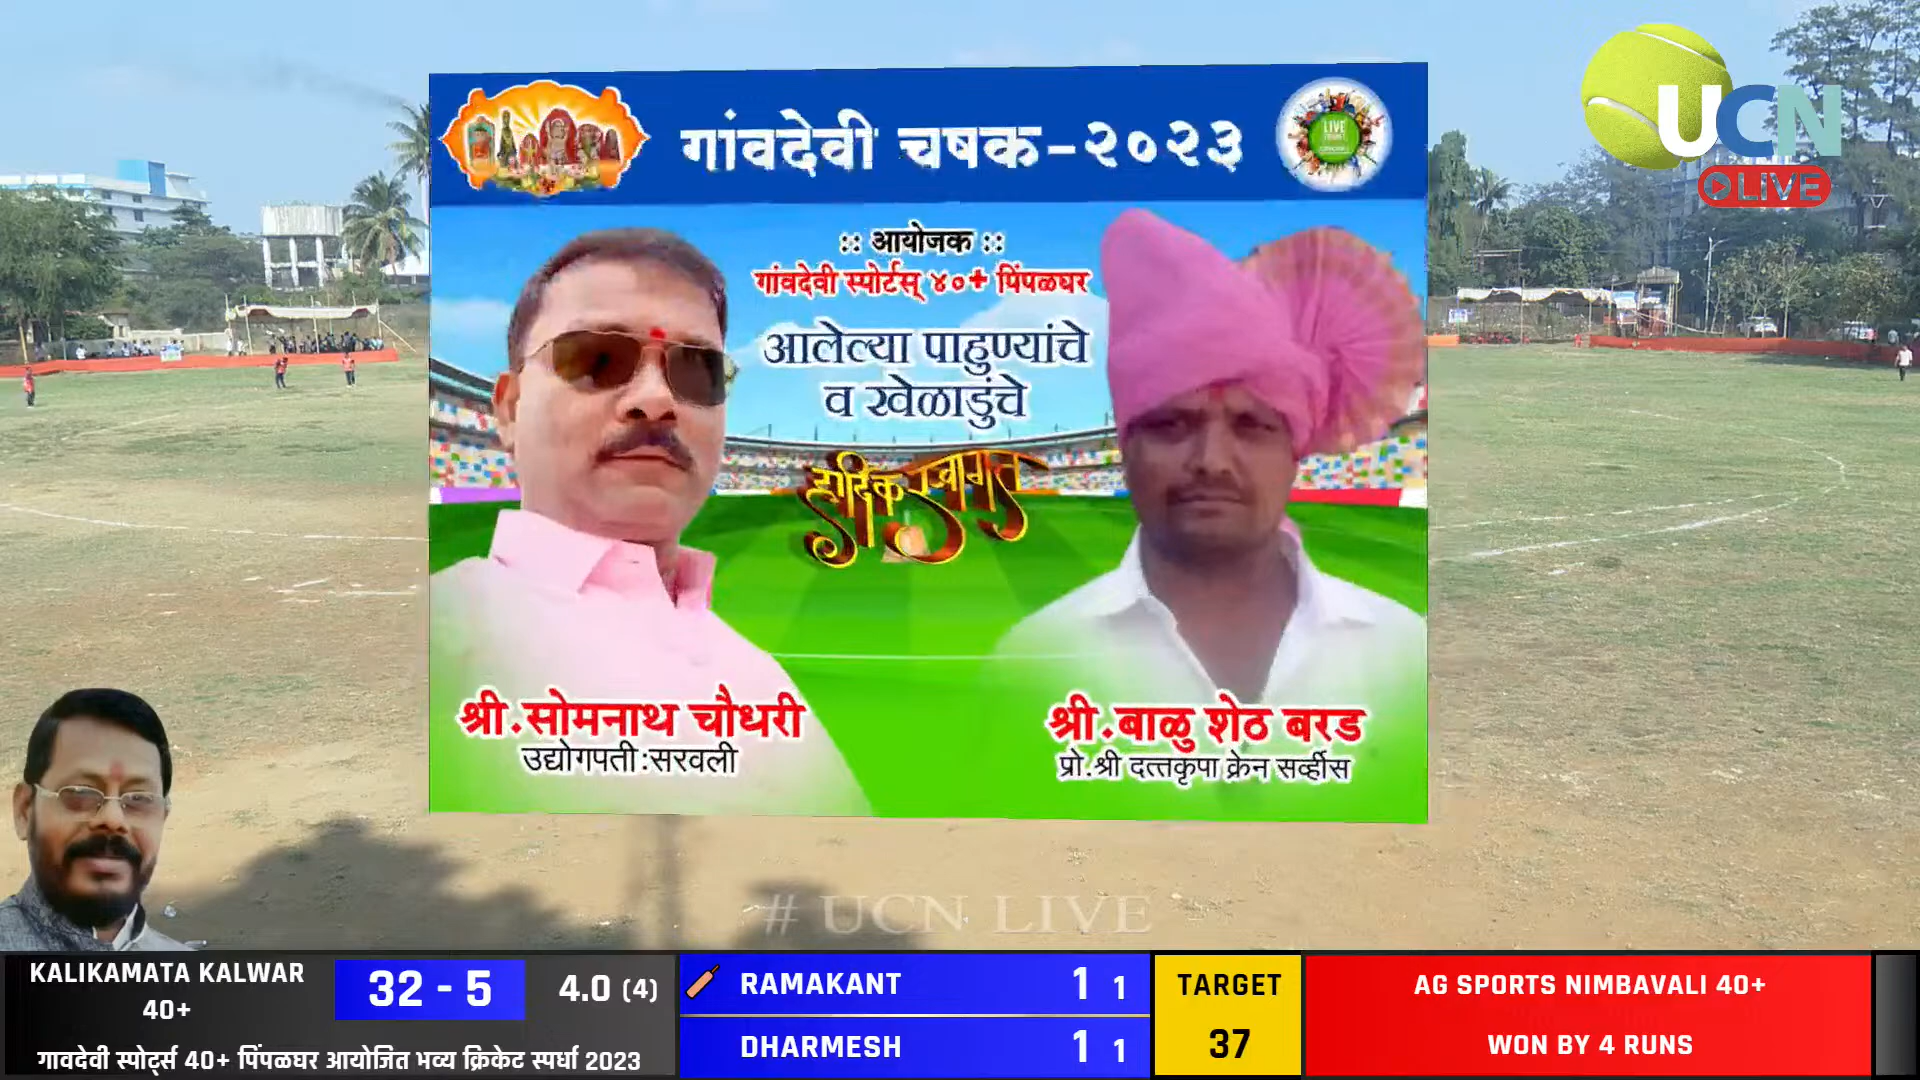 गांवदेवी चषक-२०२३
LIVE
:: आयोजक ::
गांवदेवी स्पोर्टस् ४०+ पिंपळघर
आलेल्या पाहुण्यांचे
व खेळाडुंचे
हार्दिक स्वागत
श्री.सोमनाथ चौधरी
उद्योगपती:सरवली
श्री.बाळु शेठ बरड
प्रो.श्री दत्तकृपा क्रेन सर्व्हीस
UCN
LIVE
# UCN LIVE
KALIKAMATA KALWAR
40+
32 - 5
4.0 (4)
गावदेवी स्पोर्ट्स 40+ पिंपळघर आयोजित भव्य क्रिकेट स्पर्धा 2023
RAMAKANT 1 1
DHARMESH 1 1
TARGET
37
AG SPORTS NIMBAVALI 40+
WON BY 4 RUNS